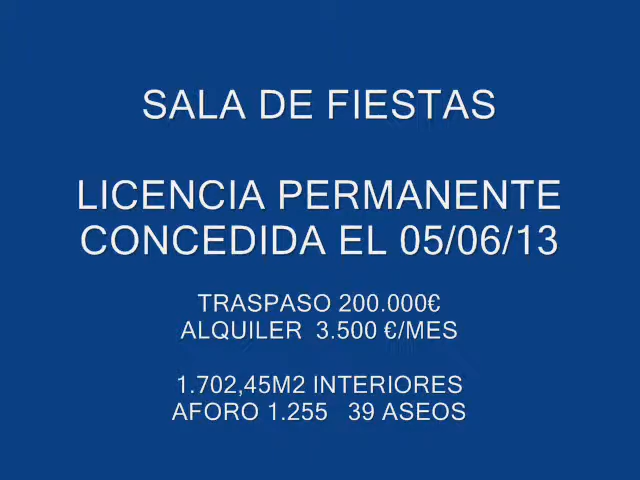 SALA DE FIESTAS
LICENCIA PERMANENTE
CONCEDIDA EL 05/06/13
TRASPASO 200.000€
ALQUILER 3.500 €/MES
1.702,45M2 INTERIORES
AFORO 1.255 39 ASEOS